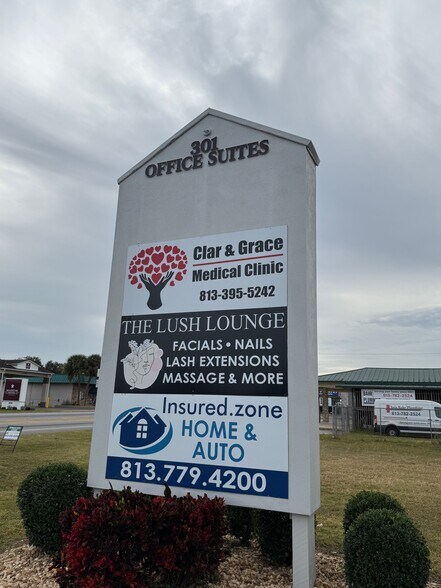 301
OFFICE SUITES
Clar & Grace
Medical Clinic
813-395-5242
THE LUSH LOUNGE
FACIALS • NAILS
LASH EXTENSIONS
MASSAGE & MORE
Insured.zone
HOME &
AUTO
813.779.4200